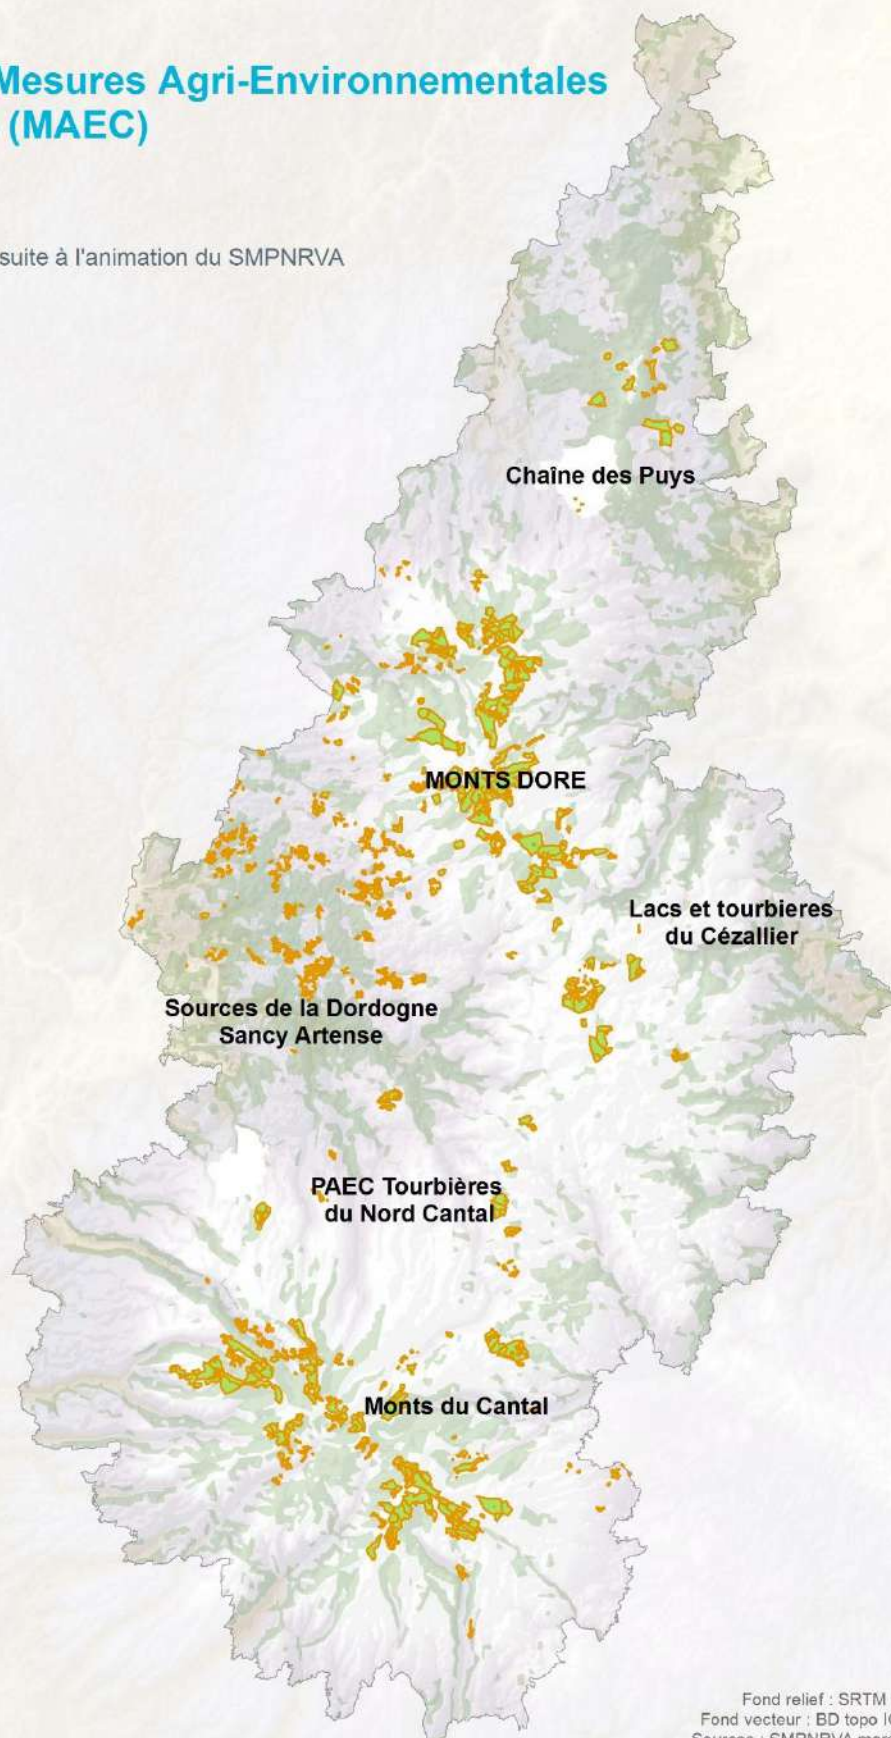 Mesures Agri-Environnementales
(MAEC)
suite à l'animation du SMPNRVA
Chaîne des Puys
MONTS DORE
Lacs et tourbieres
du Cézallier
Sources de la Dordogne
Sancy Artense
PAEC Tourbières
du Nord Cantal
Monts du Cantal
Fond relief : SRTM
Fond vecteur : BD topo
Sources : SMPNRVA